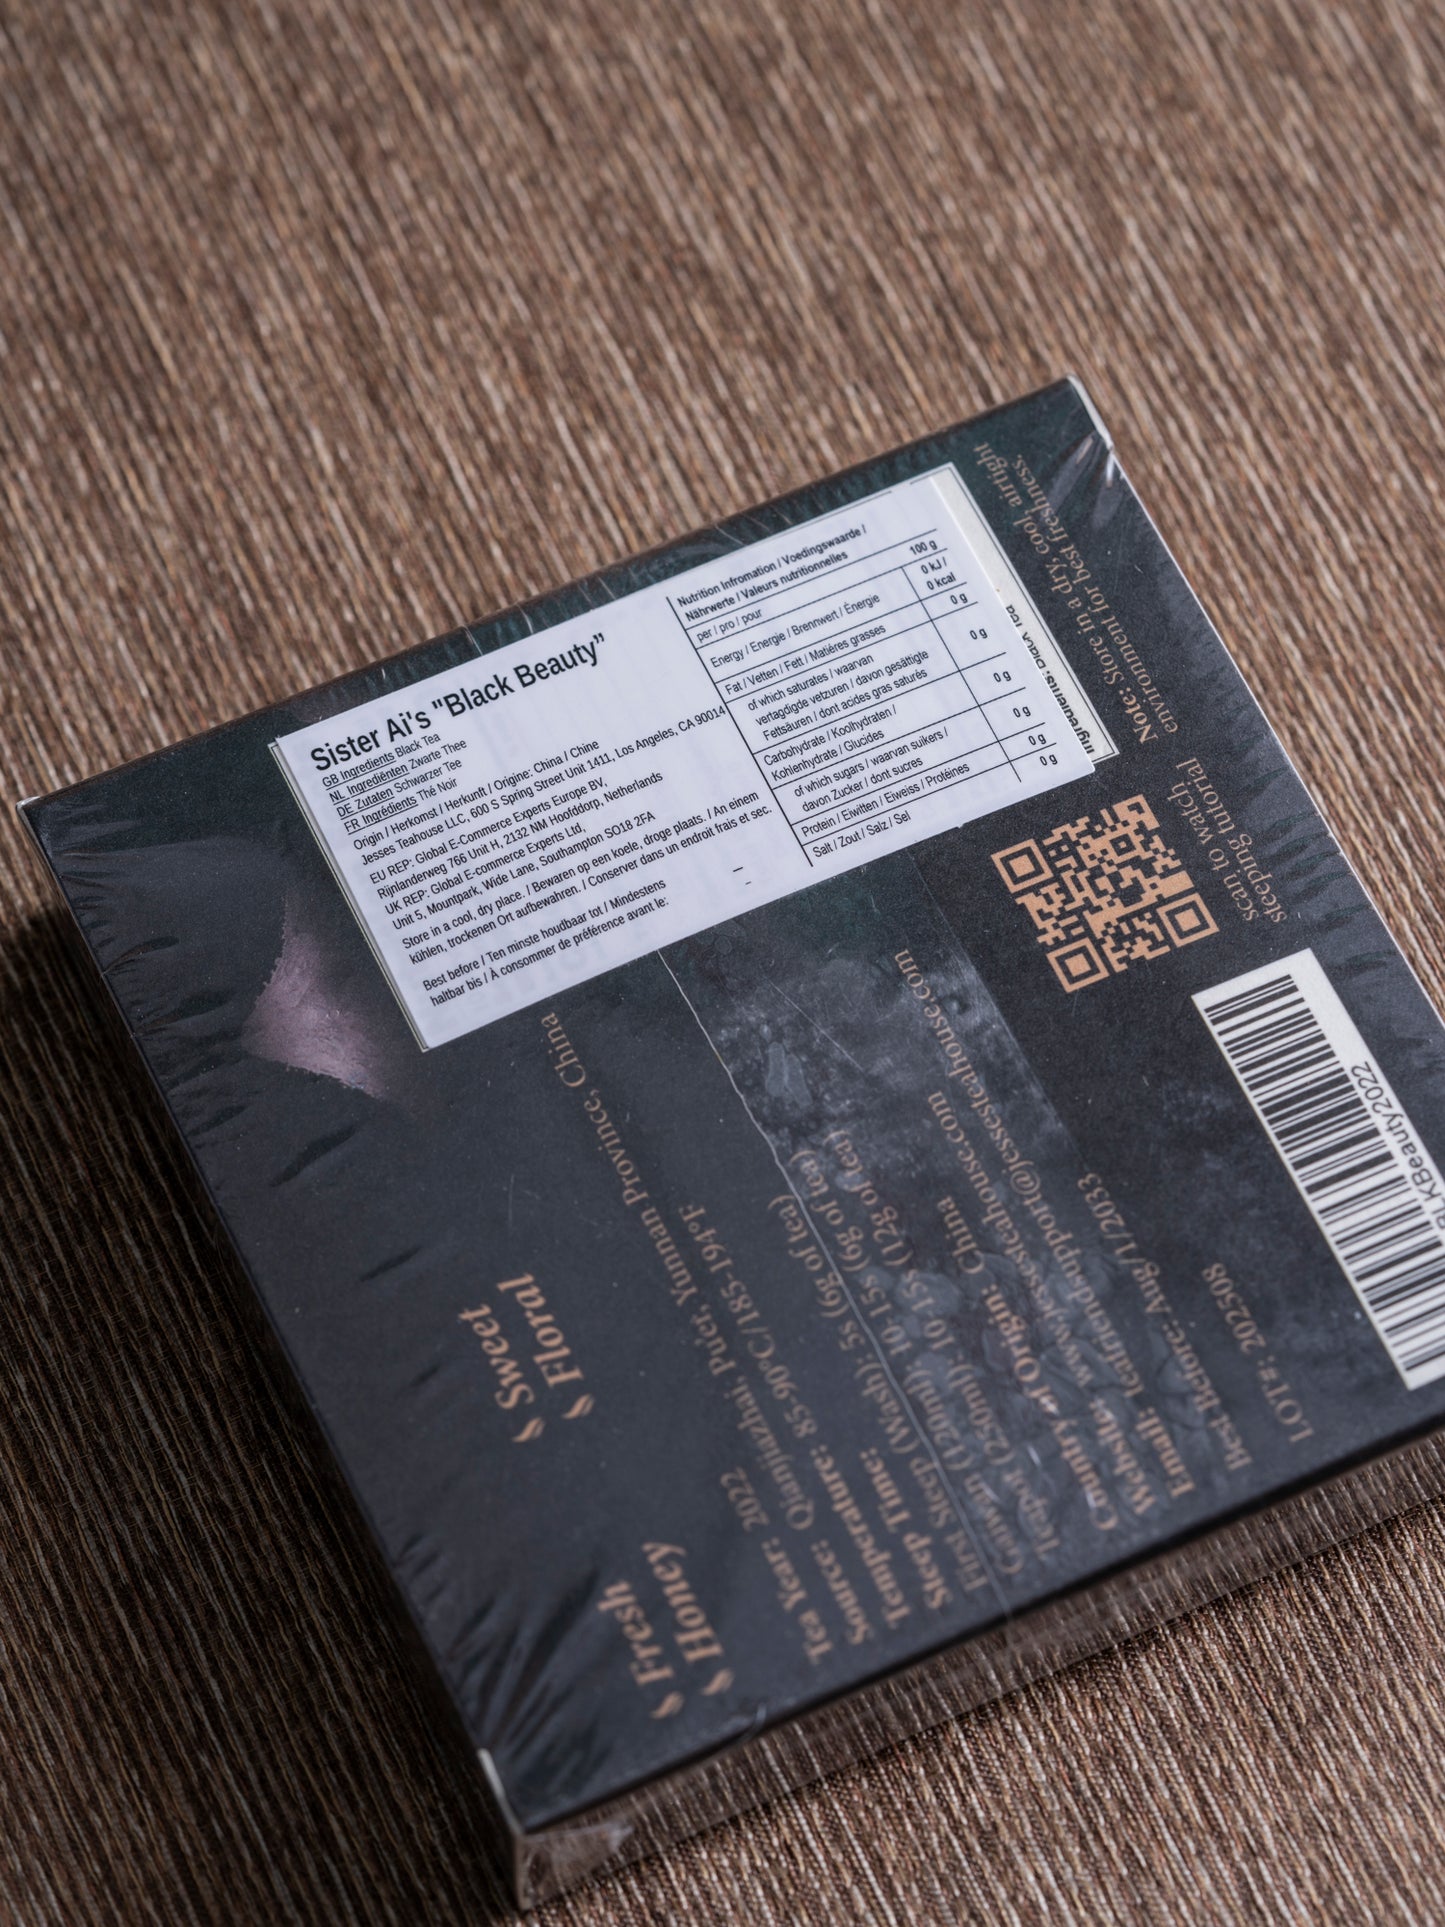 Sister Ai's "Black Beauty”
GB Ingredients Black Tea
NL Ingrediënten Zwarte Thee
DE Zutaten Schwarzer Tee
FR Ingrédients Thé Noir
Origin / Herkomst / Herkunft / Origine: China / Chine
Jesses Teahouse LLC, 600 S Spring Street Unit 1411, Los Angeles, CA 90014
EU REP: Global E-Commerce Experts Europe BV,
Rijnlanderweg 766 Unit H, 2132 NM Hoofddorp, Netherlands
UK REP: Global E-commerce Experts Ltd,
Unit 5, Mountpark, Wide Lane, Southampton SO18 2FA
Store in a cool, dry place. / Bewaren op een koele, droge plaats. / An einem
kühlen, trockenen Ort aufbewahren. / Conserver dans un endroit frais et sec.
Best before / Ten minste houdbaar tot / Mindestens
haltbar bis / À consommer de préférence avant le:
Nutrition Infromation / Voedingswaarde /
Nährwerte / Valeurs nutritionnelles
per / pro / pour 100 g
Energy / Energie / Brennwert / Énergie 0 kJ /
0 kcal
Fat / Vetten / Fett / Matières grasses 0 g
of which saturates / waarvan
vertagdigde vetzuren / davon gesättigte 0 g
Fettsäuren / dont acides gras saturés
Carbohydrate / Koolhydraten /
Kohlenhydrate / Glucides 0 g
of which sugars / waarvan suikers /
davon Zucker / dont sucres 0 g
Protein / Eiwitten / Eiweiss / Protéines 0 g
Salt / Zout / Salz / Sel 0 g
Ingredients: Black Tea
Note: Store in a dry, cool, airtight
environment for best freshness.
scan to watch
steeping tutorial
BLKBeauty2022
Fresh
Honey
Sweet
Floral
Tea Year: 2022
Source: Qianjiazhai, Puer, Yunnan Province, China
Temperature: 85-90°C/185-194°F
Steep Time:
First Steep (Wash): 5s (6g of tea)
Gaiwan (120ml): 10-15s (6g of tea)
Teapot (230ml): 10-15s (12g of tea)
Country of Origin: China
Website: www.jessesteahouse.com
Email: teafriendsupport@jessesteahouse.com
Best Before: Aug/1/2033
LOT#: 202508